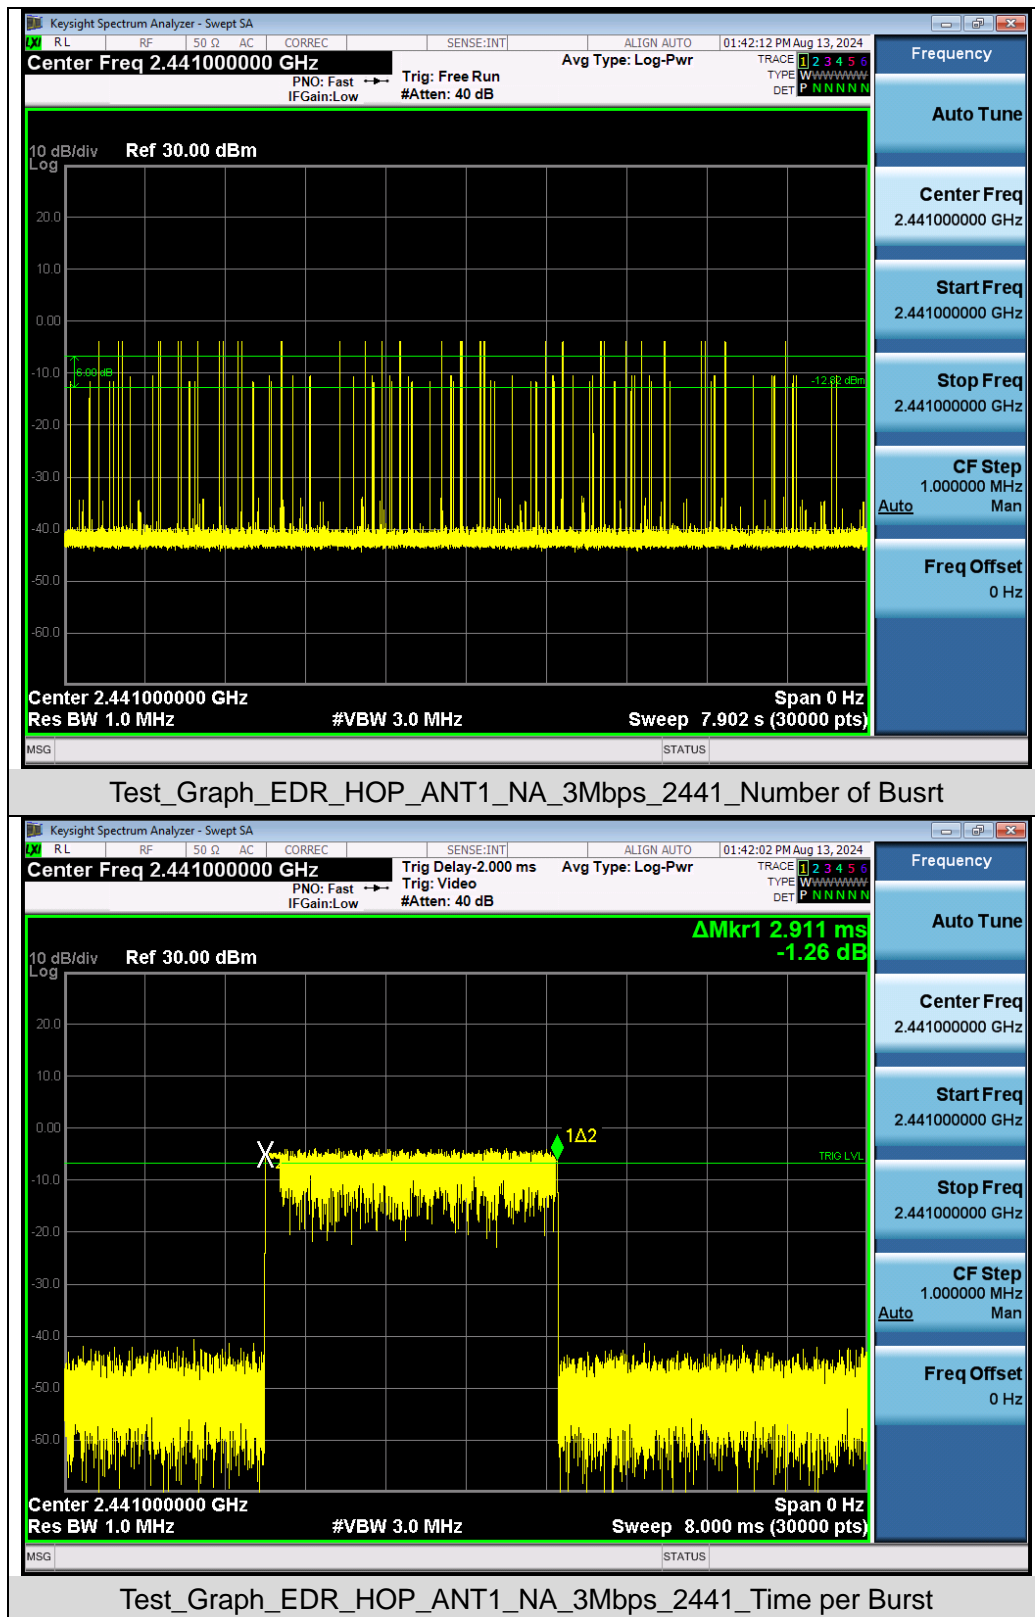 Keysight Spectrum Analyzer - Swept SA
LXI RL RF 50 Ω AC CORREC SENSE:INT ALIGN AUTO 01:42:12 PM Aug 13, 2024
Center Freq 2.441000000 GHz Avg Type: Log-Pwr TRACE 1 2 3 4 5 6
PNO: Fast Trig: Free Run TYPE WWWWWW
IFGain:Low #Atten: 40 dB DET P N N N N N
Frequency
Auto Tune
10 dB/div Ref 30.00 dBm
Log
20.0
10.0
0.00
-10.0
6.00 dB
-12.82 dBm
-20.0
-30.0
-40.0
-50.0
-60.0
Center Freq
2.441000000 GHz
Start Freq
2.441000000 GHz
Stop Freq
2.441000000 GHz
CF Step
1.000000 MHz
Auto Man
Freq Offset
0 Hz
Center 2.441000000 GHz Span 0 Hz
Res BW 1.0 MHz #VBW 3.0 MHz Sweep 7.902 s (30000 pts)
MSG STATUS
Test_Graph_EDR_HOP_ANT1_NA_3Mbps_2441_Number of Busrt
Keysight Spectrum Analyzer - Swept SA
LXI RL RF 50 Ω AC CORREC SENSE:INT ALIGN AUTO 01:42:02 PM Aug 13, 2024
Center Freq 2.441000000 GHz Trig Delay-2.000 ms Avg Type: Log-Pwr TRACE 1 2 3 4 5 6
PNO: Fast Trig: Video TYPE WWWWWW
IFGain:Low #Atten: 40 dB DET P N N N N N
Frequency
Auto Tune
ΔMkr1 2.911 ms
-1.26 dB
10 dB/div Ref 30.00 dBm
Log
20.0
10.0
0.00
1Δ2
TRIG LVL
-10.0
-20.0
-30.0
-40.0
-50.0
-60.0
Center Freq
2.441000000 GHz
Start Freq
2.441000000 GHz
Stop Freq
2.441000000 GHz
CF Step
1.000000 MHz
Auto Man
Freq Offset
0 Hz
Center 2.441000000 GHz Span 0 Hz
Res BW 1.0 MHz #VBW 3.0 MHz Sweep 8.000 ms (30000 pts)
MSG STATUS
Test_Graph_EDR_HOP_ANT1_NA_3Mbps_2441_Time per Burst